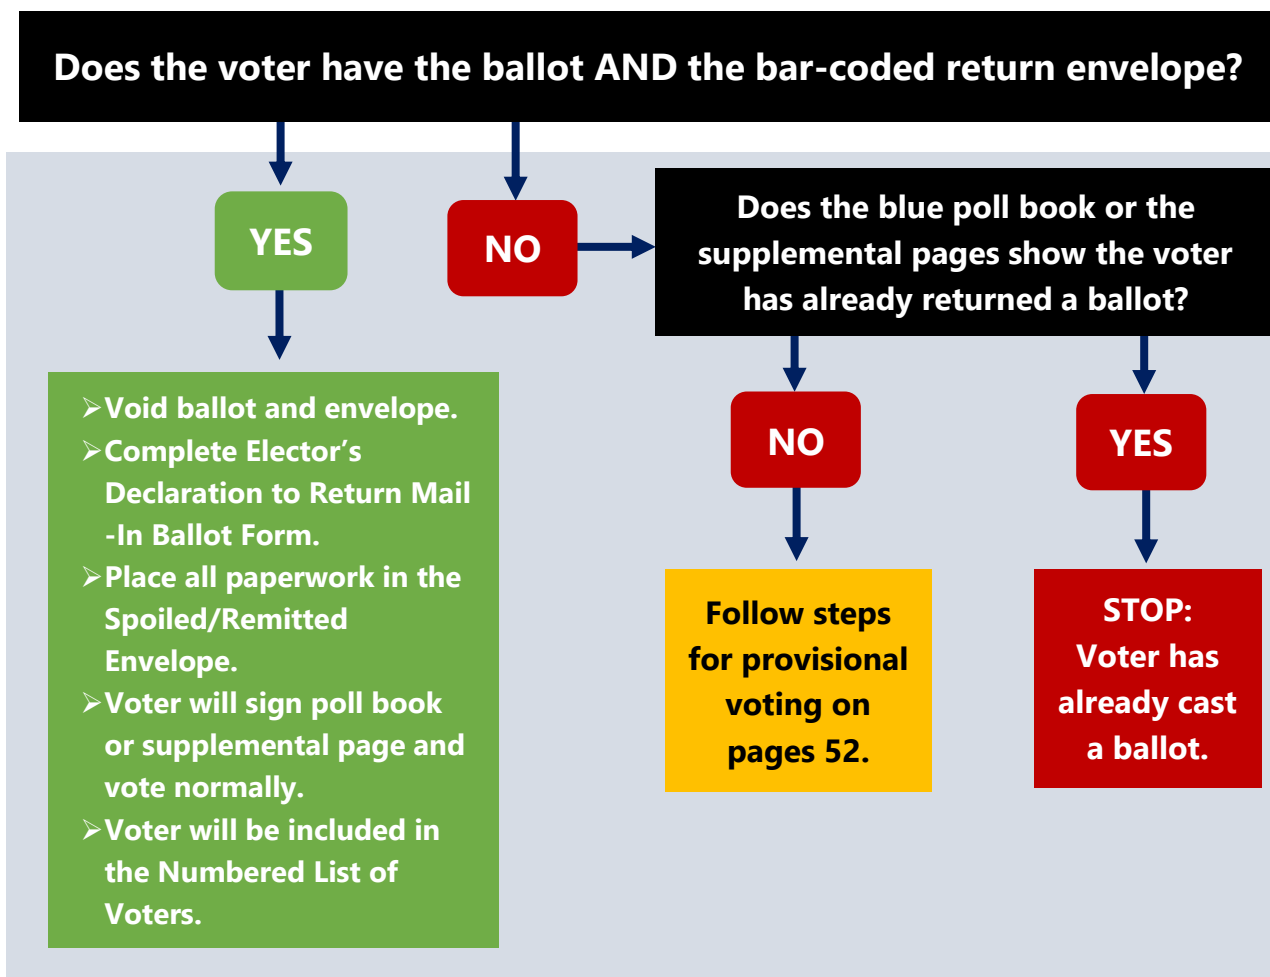 Does the voter have the ballot AND the bar-coded return envelope?
YES
NO
Does the blue poll book or the
supplemental pages show the voter
has already returned a ballot?
➢Void ballot and envelope.
➢Complete Elector’s
Declaration to Return Mail
-In Ballot Form.
➢Place all paperwork in the
Spoiled/Remitted
Envelope.
➢Voter will sign poll book
or supplemental page and
vote normally.
➢Voter will be included in
the Numbered List of
Voters.
NO
YES
Follow steps
for provisional
voting on
pages 52.
STOP:
Voter has
already cast
a ballot.